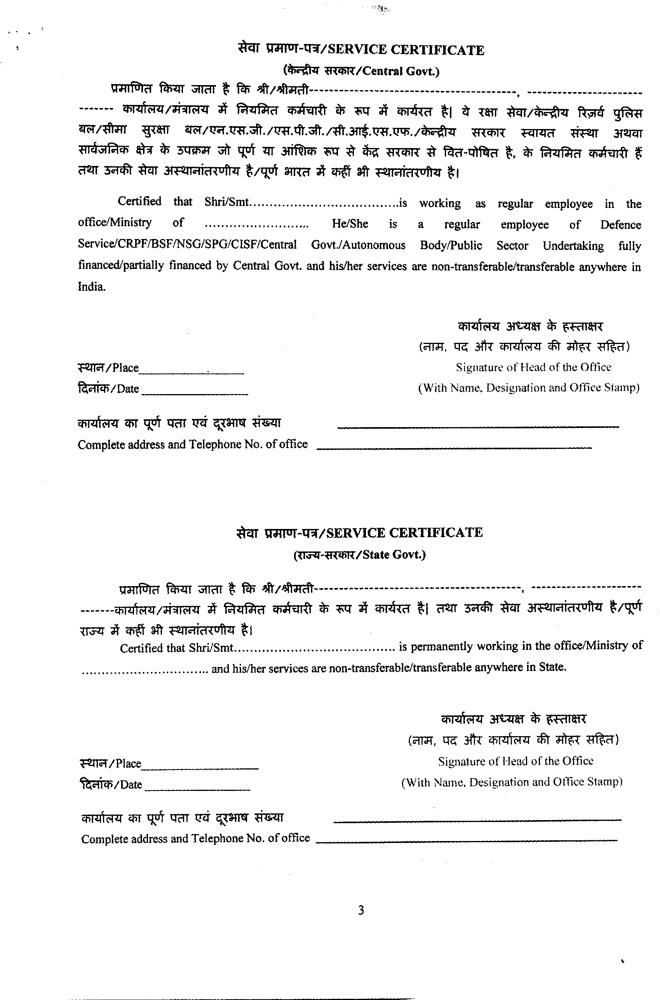 सेवा प्रमाण-पत्र/SERVICE CERTIFICATE
(केन्द्रीय सरकार/Central Govt.)
प्रमाणित किया जाता है कि श्री/श्रीमती-----------------------------------------, -----------------------
------- कार्यालय/मंत्रालय में नियमित कर्मचारी के रूप में कार्यरत है| वे रक्षा सेवा/केन्द्रीय रिज़र्व पुलिस
बल/सीमा सुरक्षा बल/एन.एस.जी./एस.पी.जी./सी.आई.एस.एफ./केन्द्रीय सरकार स्वायत संस्था अथवा
सार्वजनिक क्षेत्र के उपक्रम जो पूर्ण या आंशिक रूप से केंद्र सरकार से वित-पोषित है, के नियमित कर्मचारी हैं
तथा उनकी सेवा अस्थानांतरणीय है/पूर्ण भारत में कहीं भी स्थानांतरणीय है।
Certified that Shri/Smt.....................................is working as regular employee in the
office/Ministry of .......................... He/She is a regular employee of Defence
Service/CRPF/BSF/NSG/SPG/CISF/Central Govt./Autonomous Body/Public Sector Undertaking fully
financed/partially financed by Central Govt. and his/her services are non-transferable/transferable anywhere in
India.
कार्यालय अध्यक्ष के हस्ताक्षर
(नाम, पद और कार्यालय की मोहर सहित)
स्थान/Place__________________ Signature of Head of the Office
दिनांक/Date __________________ (With Name, Designation and Office Stamp)
कार्यालय का पूर्ण पता एवं दूरभाष संख्या ________________________________
Complete address and Telephone No. of office ________________________________
सेवा प्रमाण-पत्र/SERVICE CERTIFICATE
(राज्य-सरकार/State Govt.)
प्रमाणित किया जाता है कि श्री/श्रीमती-----------------------------------------, ----------------------
-------कार्यालय/मंत्रालय में नियमित कर्मचारी के रूप में कार्यरत है| तथा उनकी सेवा अस्थानांतरणीय है/पूर्ण
राज्य में कहीं भी स्थानांतरणीय है।
Certified that Shri/Smt........................................ is permanently working in the office/Ministry of
................................ and his/her services are non-transferable/transferable anywhere in State.
कार्यालय अध्यक्ष के हस्ताक्षर
(नाम, पद और कार्यालय की मोहर सहित)
स्थान/Place____________________ Signature of Head of the Office
दिनांक/Date __________________ (With Name, Designation and Office Stamp)
कार्यालय का पूर्ण पता एवं दूरभाष संख्या ________________________________
Complete address and Telephone No. of office ________________________________
3